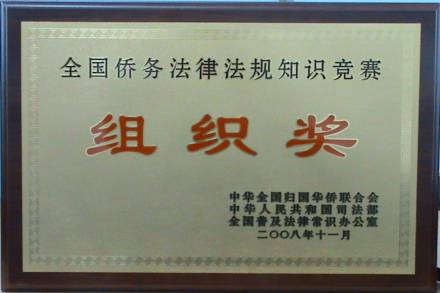 全国侨务法律法规知识竞赛
组织奖
中华全国归国华侨联合会
中华人民共和国司法部
全国普及法律常识办公室
二〇〇八年十一月